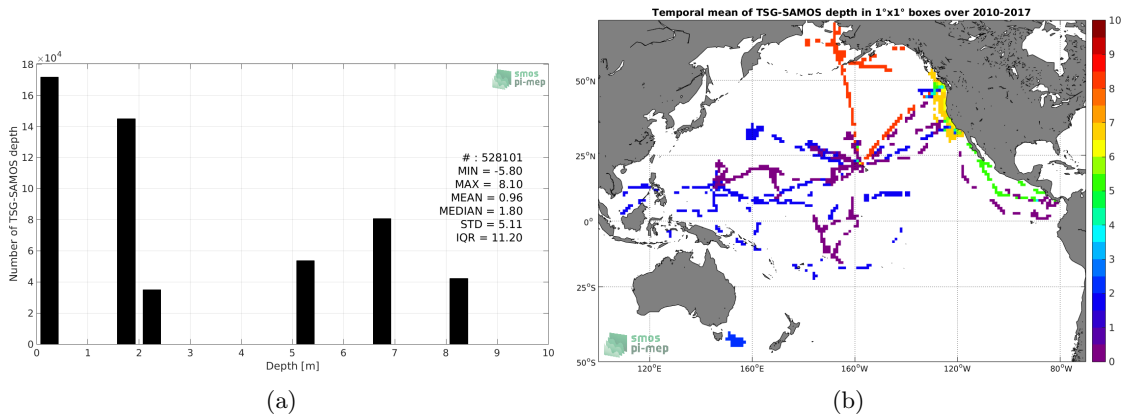 ×10⁴
18
16
14
12
10
8
6
4
2
0
Number of TSG-SAMOS depth
smos
pi-mep
# : 528101
MIN = -5.80
MAX = 8.10
MEAN = 0.96
MEDIAN = 1.80
STD = 5.11
IQR = 11.20
0 1 2 3 4 5 6 7 8 9 10
Depth [m]
(a)
Temporal mean of TSG-SAMOS depth in 1°x1° boxes over 2010-2017
50°N
25°N
0°
25°S
50°S
smos
pi-mep
120°E 160°E 160°W 120°W 80°W
10
9
8
7
6
5
4
3
2
1
0
(b)